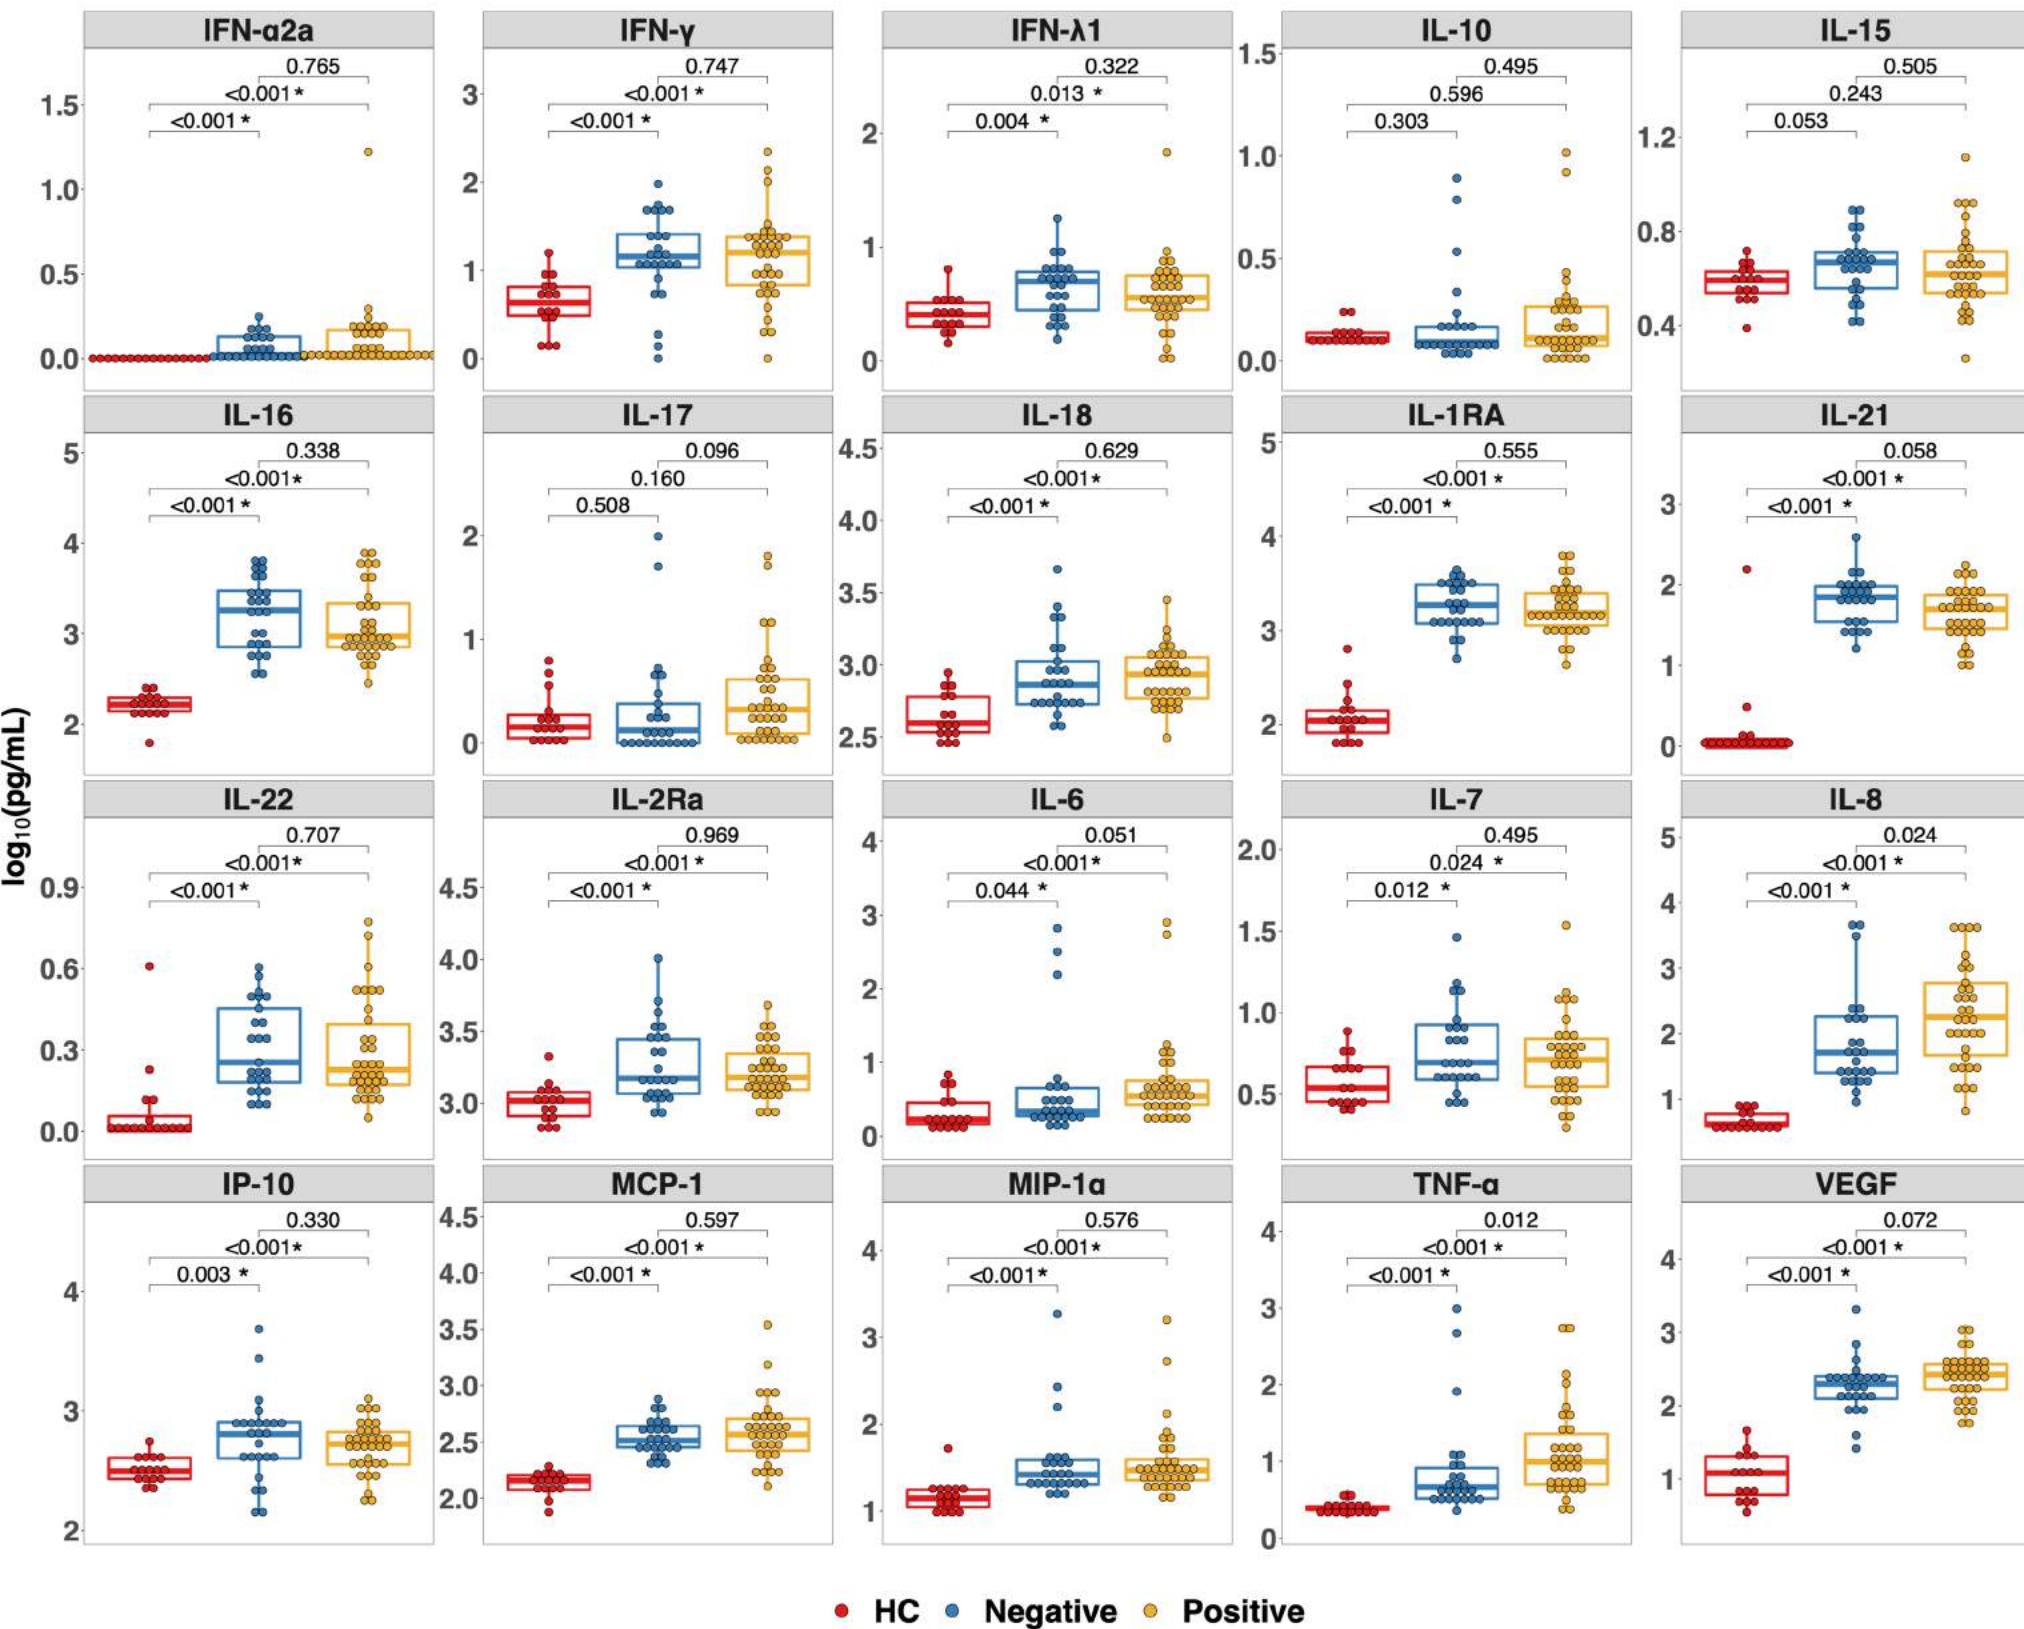 IFN-α2a IFN-γ IFN-λ1 IL-10 IL-15
0.765 0.747 0.322 0.495 0.505
<0.001 * <0.001 * 0.013 * 0.596 0.243
<0.001 * <0.001 * 0.004 * 0.303 0.053
1.5 1.0 0.5 0.0
3 2 1 0
2 1 0
1.5 1.0 0.5 0.0
1.2 0.8 0.4
IL-16 IL-17 IL-18 IL-1RA IL-21
0.338 0.096 0.629 0.555 0.058
<0.001* 0.160 <0.001* <0.001 * <0.001 *
<0.001 * 0.508 <0.001 * <0.001 * <0.001 *
5 4 3 2
2 1 0
4.5 4.0 3.5 3.0 2.5
5 4 3 2
3 2 1 0
log10(pg/mL)
IL-22 IL-2Ra IL-6 IL-7 IL-8
0.707 0.969 0.051 0.495 0.024
<0.001* <0.001 * <0.001* 0.024 * <0.001 *
<0.001 * <0.001 * 0.044 * 0.012 * <0.001 *
0.9 0.6 0.3 0.0
4.5 4.0 3.5 3.0
4 3 2 1 0
2.0 1.5 1.0 0.5
5 4 3 2 1
IP-10 MCP-1 MIP-1α TNF-α VEGF
0.330 0.597 0.576 0.012 0.072
<0.001* <0.001 * <0.001* <0.001 * <0.001 *
0.003 * <0.001 * <0.001* <0.001 * <0.001 *
4 3 2
4.5 4.0 3.5 3.0 2.5 2.0
4 3 2 1
4 3 2 1 0
4 3 2 1
HC Negative Positive